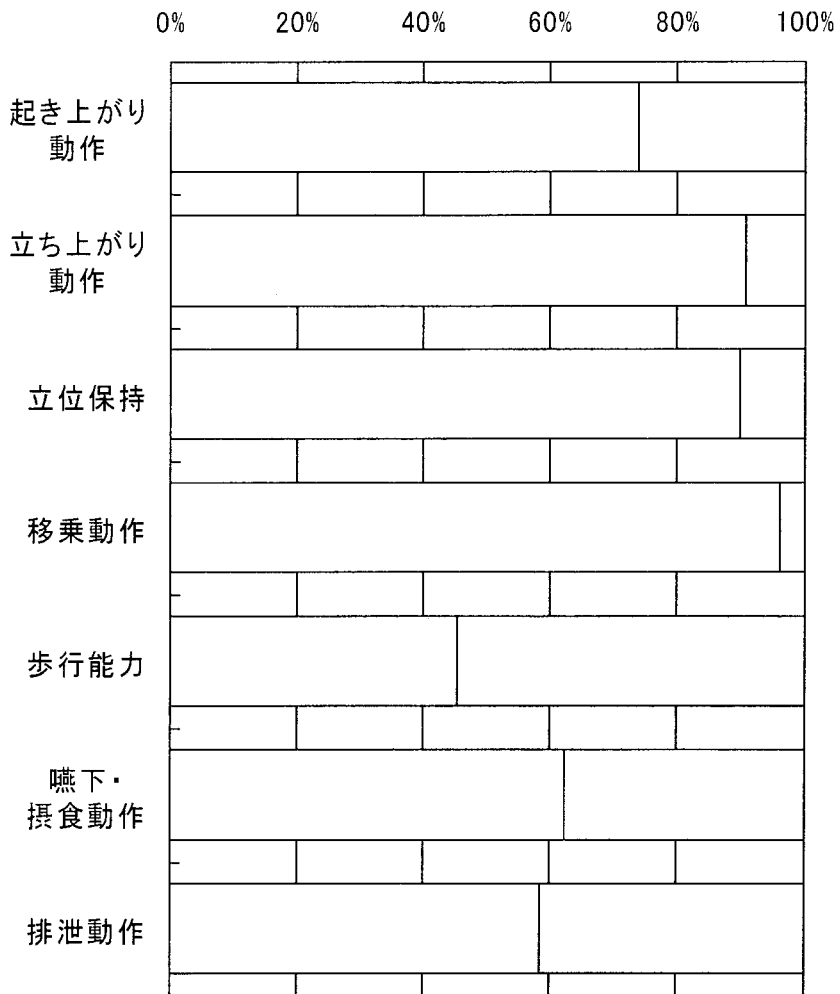 0% 20% 40% 60% 80% 100%
起き上がり
動作
立ち上がり
動作
立位保持
移乗動作
歩行能力
嚥下・
摂食動作
排泄動作